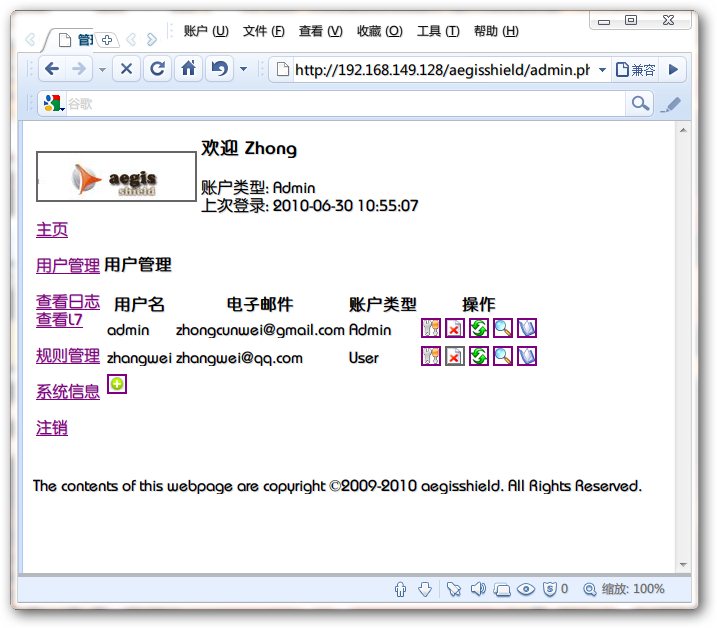 账户 (U) 文件 (F) 查看 (V) 收藏 (O) 工具 (T) 帮助 (H)
http://192.168.149.128/aegisshield/admin.ph
兼容
谷歌
欢迎 Zhong
aegis
shield
账户类型: Admin
上次登录: 2010-06-30 10:55:07
主页
用户管理
查看日志
查看L7
规则管理
系统信息
注销
用户管理
用户名 电子邮件 账户类型 操作
admin zhongcunwei@gmail.com Admin
zhangwei zhangwei@qq.com User
The contents of this webpage are copyright ©2009-2010 aegisshield. All Rights Reserved.
0 缩放: 100%